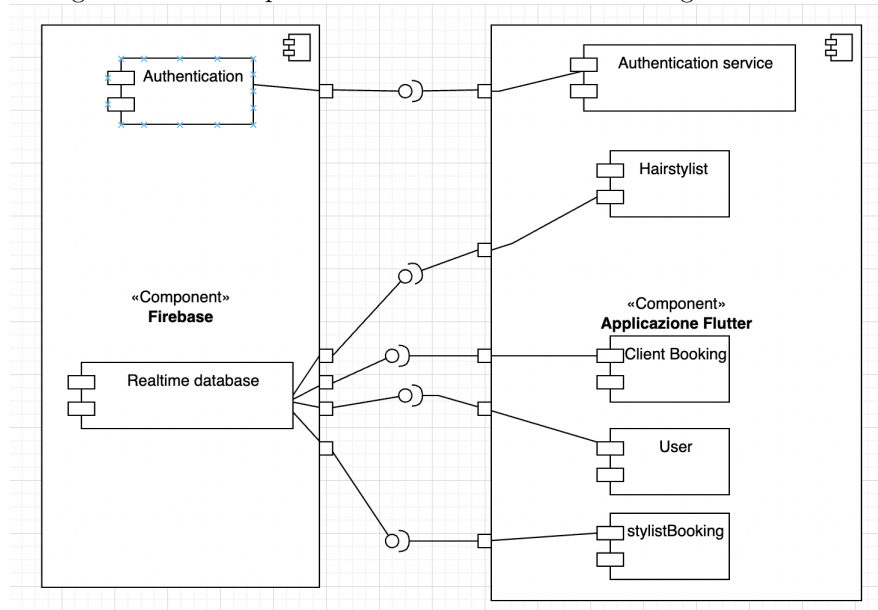 Authentication
Authentication service
Hairstylist
«Component»
Firebase
«Component»
Applicazione Flutter
Realtime database
Client Booking
User
stylistBooking